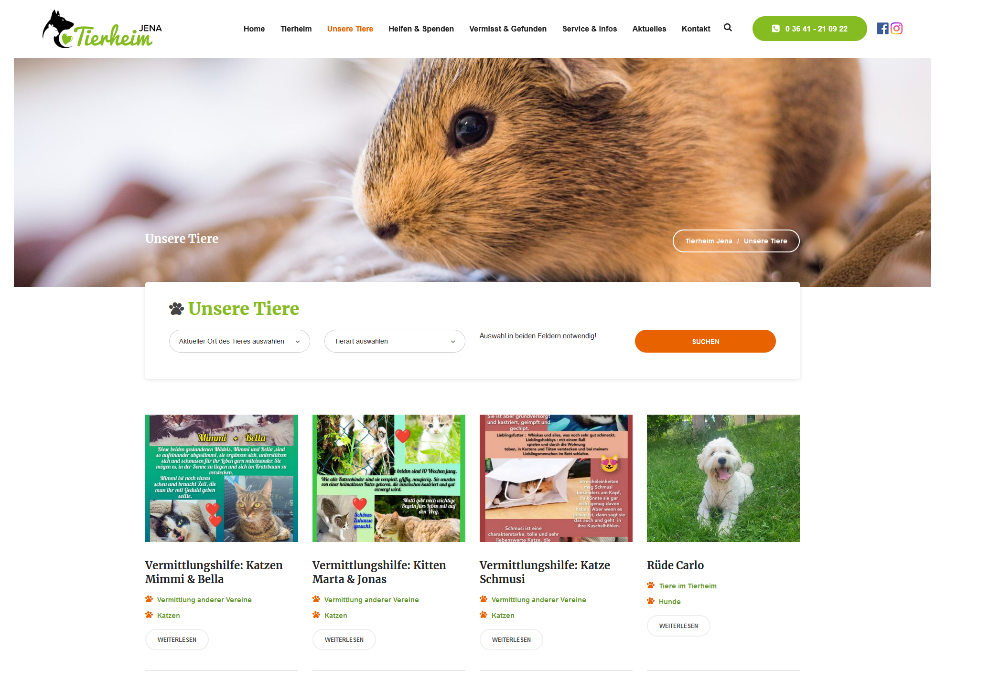 Tierheim JENA
Home Tierheim Unsere Tiere Helfen & Spenden Vermisst & Gefunden Service & Infos Aktuelles Kontakt 0 36 41 - 21 09 22
Unsere Tiere
Tierheim Jena / Unsere Tiere
Unsere Tiere
Aktueller Ort des Tieres auswählen
Tierart auswählen
Auswahl in beiden Feldern notwendig!
SUCHEN
Mimmi + Bella
Diese beiden gestandenen Mädels, Mimmi und Bella ,sind
so aufeinander abgestimmt, sie ergänzen sich, unterstützen
sich und schmusen für ihr Leben gern miteinander. Sie
mögen es, in der Sonne zu liegen und sich im Kratzbaum zu
verstecken.
Mimmi ist noch etwas
scheu und braucht Zeit, die
man ihr mit Geduld geben
sollte.
beiden sind 10 Wochen jung.
Wie alle Katzenkinder sind sie verspielt, pfiffig, neugierig. Sie wurden
von einer heimatlosen Katze geboren, die inzwischen kastriert und gut
versorgt wird.
Mutti gibt noch wichtige
Regeln fürs Leben mit auf
den Weg.
Schönes
Zuhause
gesucht.
Sie ist aber grundversorgt
und kastriert, geimpft und
gechipt.
Lieblingsfutter : Whiskas und alles, was noch sehr gut schmeckt.
Lieblingshobbys : mit einem Ball
spielen und durch die Wohnung
toben, in Kartons und Tüten verstecken und bei meinem
Lieblingsmenschen im Bett schlafen.
Streicheleinheiten
mag Schmusi
besonders am Kopf,
da könnte sie gar
nicht genug davon
haben. Aber wenn es
genug ist, dann sagt sie
das auch und geht in
ihre Kuschelhöhlen.
Schmusi ist eine
charakterstarke, tolle und sehr
liebenswerte Katze, die
Vermittlungshilfe: Katzen
Mimmi & Bella
Vermittlung anderer Vereine
Katzen
WEITERLESEN
Vermittlungshilfe: Kitten
Marta & Jonas
Vermittlung anderer Vereine
Katzen
WEITERLESEN
Vermittlungshilfe: Katze
Schmusi
Vermittlung anderer Vereine
Katzen
WEITERLESEN
Rüde Carlo
Tiere im Tierheim
Hunde
WEITERLESEN